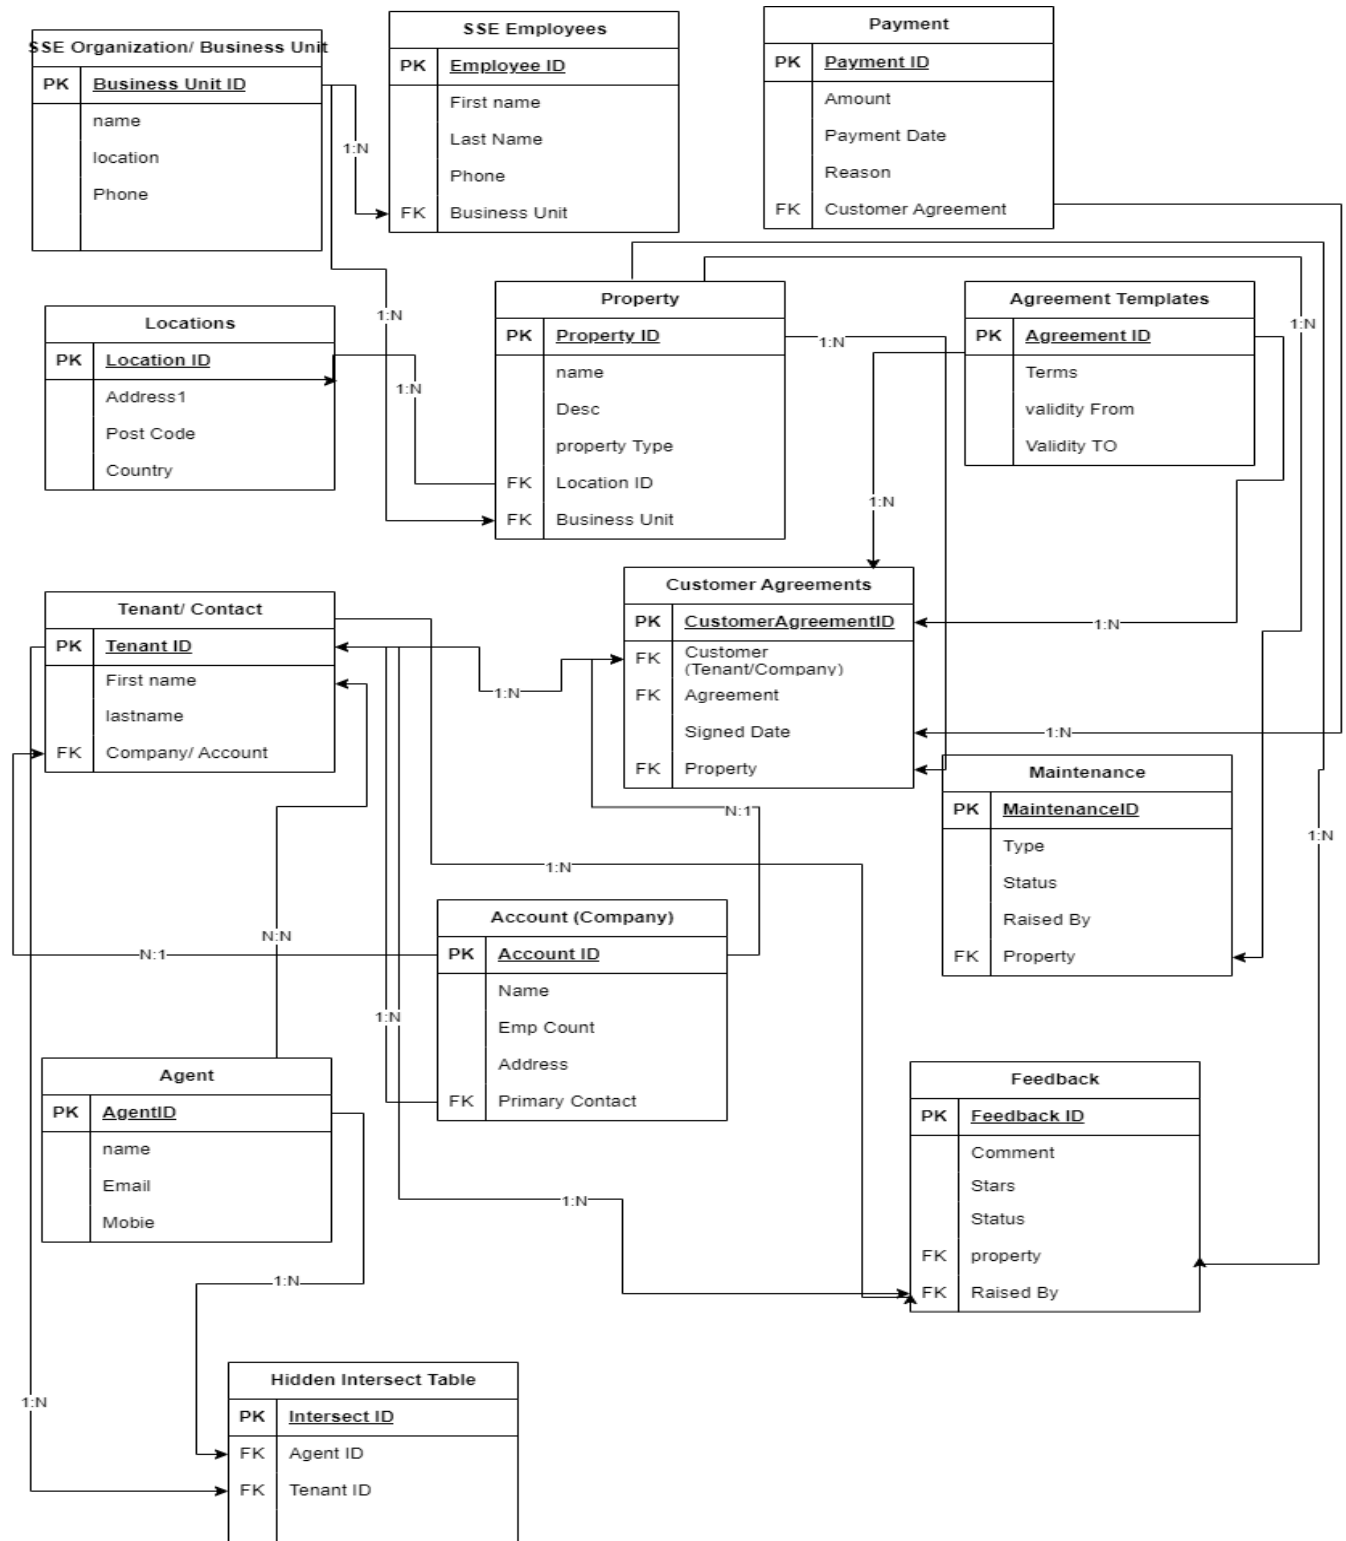 SSE Organization/ Business Unit
PK Business Unit ID
name
location
Phone
SSE Employees
PK Employee ID
First name
Last Name
Phone
FK Business Unit
Payment
PK Payment ID
Amount
Payment Date
Reason
FK Customer Agreement
1:N
1:N
Locations
PK Location ID
Address1
Post Code
Country
1:N
Property
PK Property ID
name
Desc
property Type
FK Location ID
FK Business Unit
1:N
Agreement Templates
PK Agreement ID
Terms
validity From
Validity TO
1:N
1:N
Tenant/ Contact
PK Tenant ID
First name
lastname
FK Company/ Account
1:N
Customer Agreements
PK CustomerAgreementID
FK Customer
(Tenant/Company)
FK Agreement
Signed Date
FK Property
1:N
1:N
Maintenance
PK MaintenanceID
Type
Status
Raised By
FK Property
N:1
1:N
1:N
N:N
N:1
Account (Company)
PK Account ID
Name
Emp Count
Address
FK Primary Contact
1:N
Agent
PK AgentID
name
Email
Mobie
1:N
Feedback
PK Feedback ID
Comment
Stars
Status
FK property
FK Raised By
1:N
1:N
Hidden Intersect Table
PK Intersect ID
FK Agent ID
FK Tenant ID